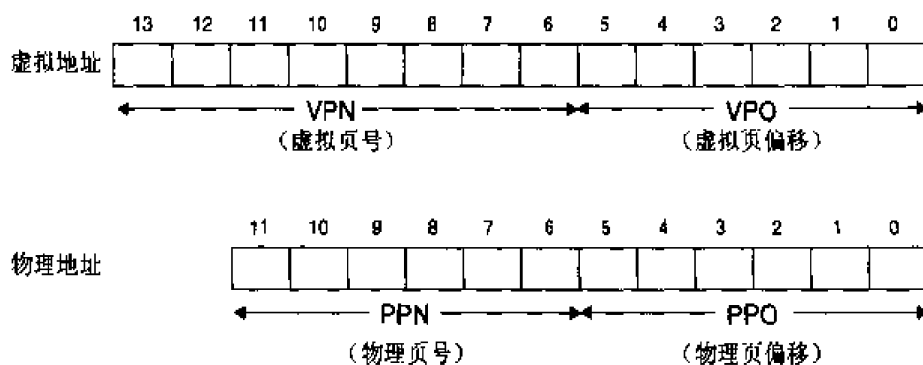 13 12 11 10 9 8 7 6 5 4 3 2 1 0
虚拟地址
VPN VPO
(虚拟页号) (虚拟页偏移)
11 10 9 8 7 6 5 4 3 2 1 0
物理地址
PPN PPO
(物理页号) (物理页偏移)